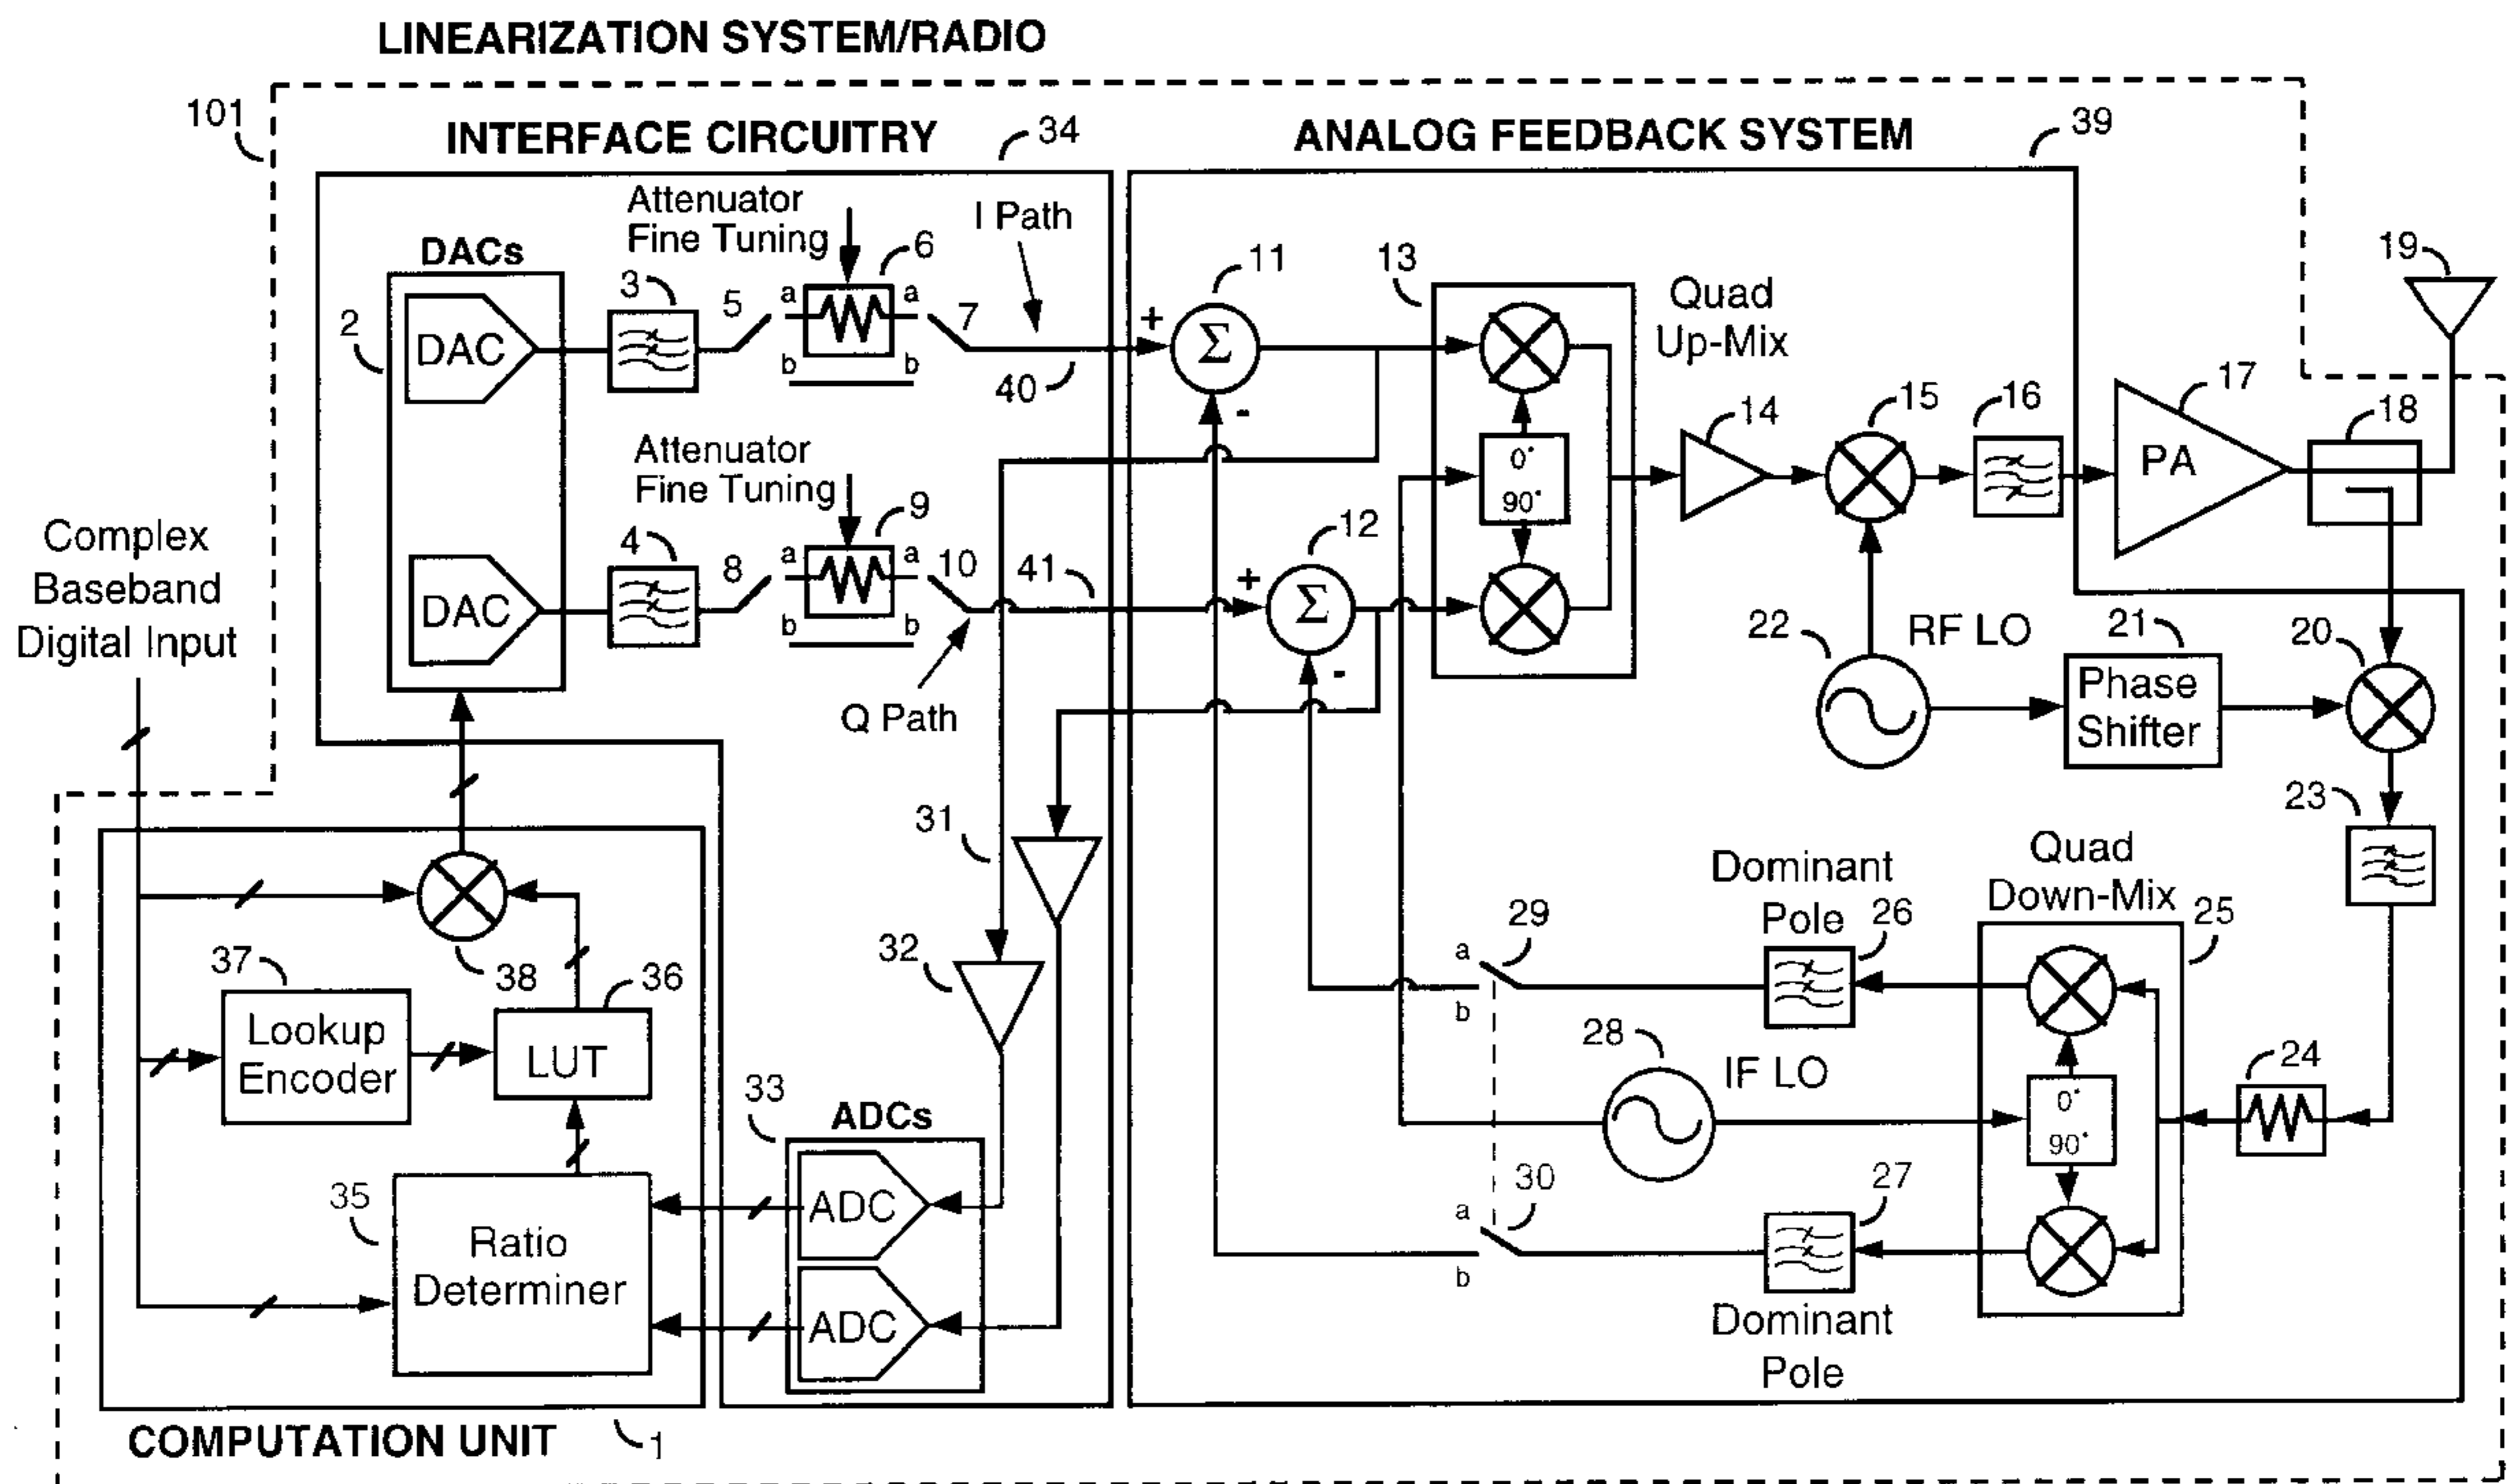 LINEARIZATION SYSTEM/RADIO
101
INTERFACE CIRCUITRY
34
ANALOG FEEDBACK SYSTEM
39
Attenuator
Fine Tuning
I Path
DACs
2
DAC
3
5
a
a
6
b
b
7
40
+
11
Σ
-
13
Quad
Up-Mix
0°
90°
14
15
16
17
PA
18
19
Attenuator
Fine Tuning
DAC
4
8
a
a
9
b
b
10
41
Q Path
+
12
Σ
-
Complex
Baseband
Digital Input
22
RF LO
21
Phase
Shifter
20
23
31
32
38
37
Lookup
Encoder
36
LUT
35
Ratio
Determiner
33
ADCs
ADC
ADC
Dominant
Pole
26
Quad
Down-Mix
25
a
29
b
28
IF LO
0°
90°
24
a
30
b
27
Dominant
Pole
COMPUTATION UNIT
1